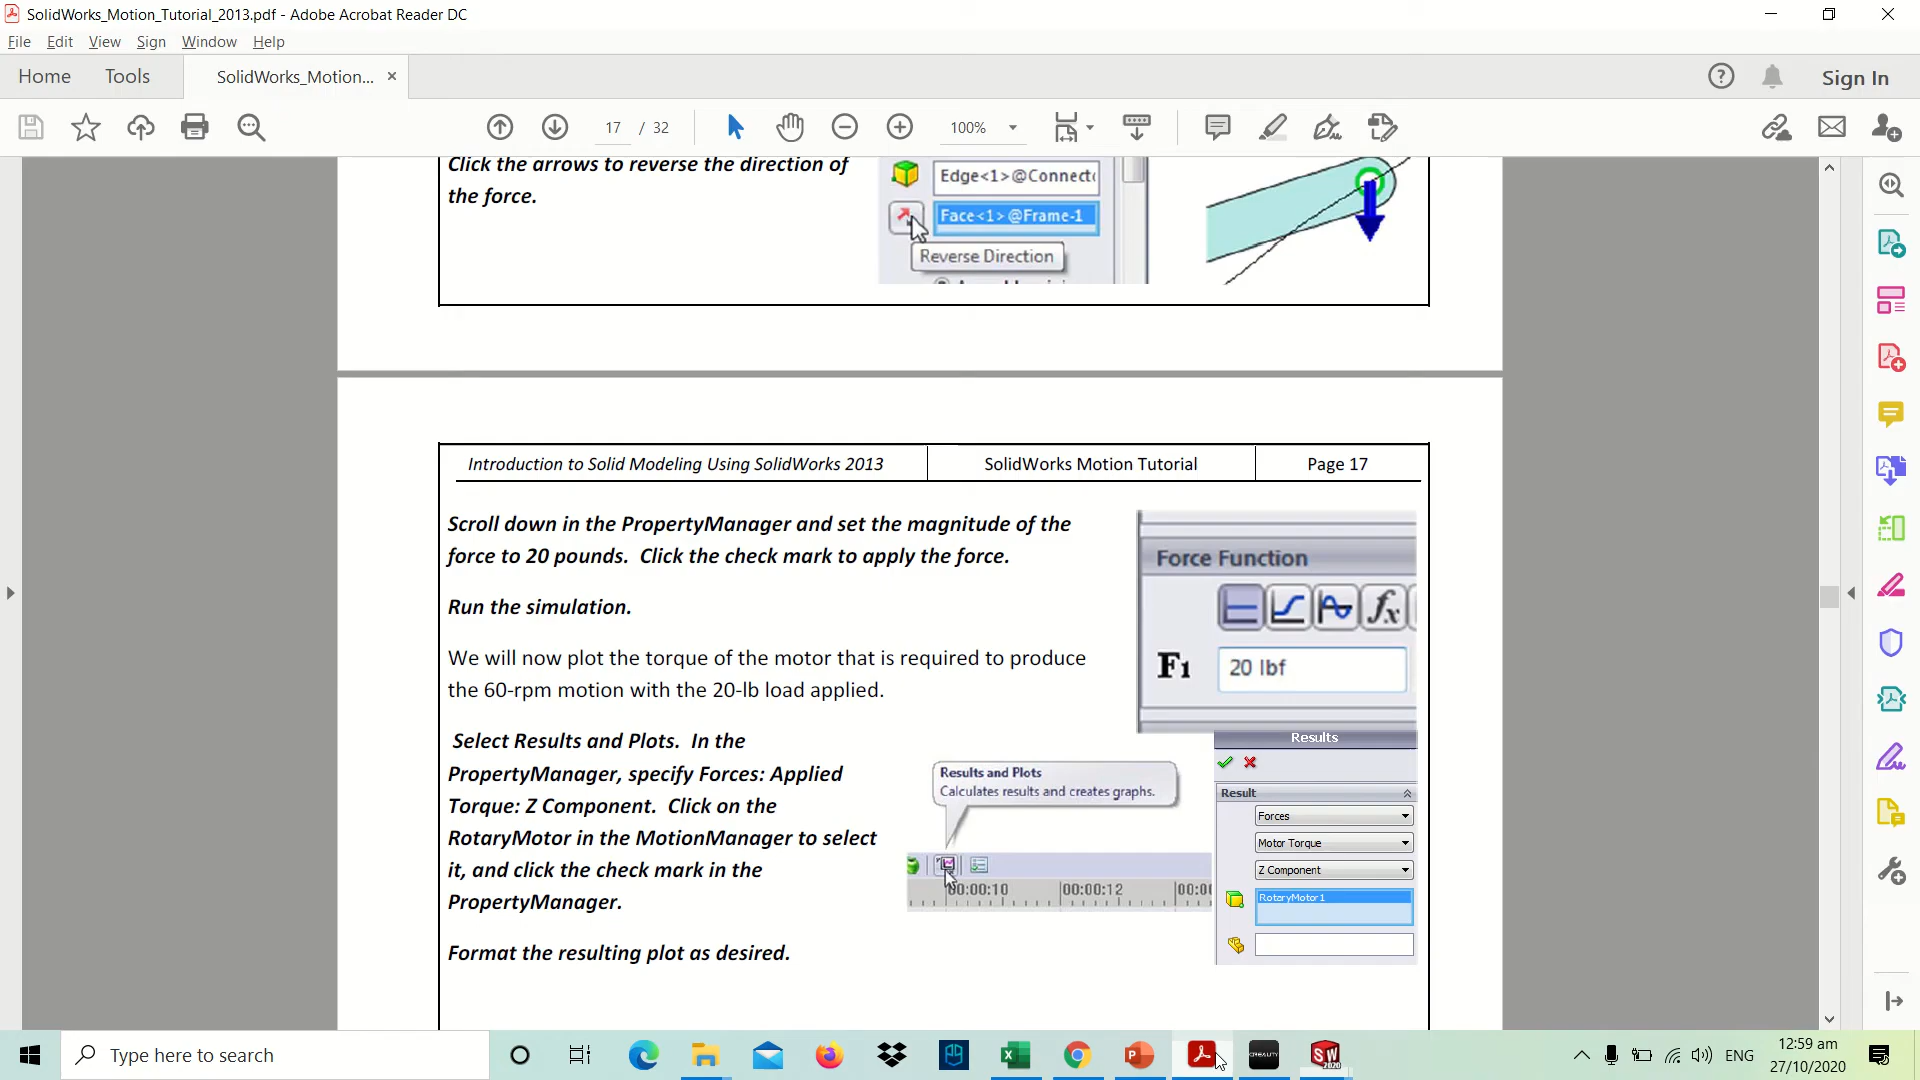 SolidWorks_Motion_Tutorial_2013.pdf - Adobe Acrobat Reader DC
File Edit View Sign Window Help
Home Tools SolidWorks_Motion... × Sign In
17 / 32 100%
Click the arrows to reverse the direction of
the force.
Edge<1>@Connect
Face<1>@Frame-1
Reverse Direction
Introduction to Solid Modeling Using SolidWorks 2013 SolidWorks Motion Tutorial Page 17
Scroll down in the PropertyManager and set the magnitude of the
force to 20 pounds. Click the check mark to apply the force.
Force Function
Run the simulation.
F1 20 lbf
We will now plot the torque of the motor that is required to produce
the 60-rpm motion with the 20-lb load applied.
Select Results and Plots. In the
PropertyManager, specify Forces: Applied
Torque: Z Component. Click on the
RotaryMotor in the MotionManager to select
it, and click the check mark in the
PropertyManager.
Results and Plots
Calculates results and creates graphs.
00:00:10 00:00:12 00:0
Results
Result
Forces
Motor Torque
Z Component
RotaryMotor1
Format the resulting plot as desired.
Type here to search
CREALITY
SW
2020
ENG
12:59 am
27/10/2020